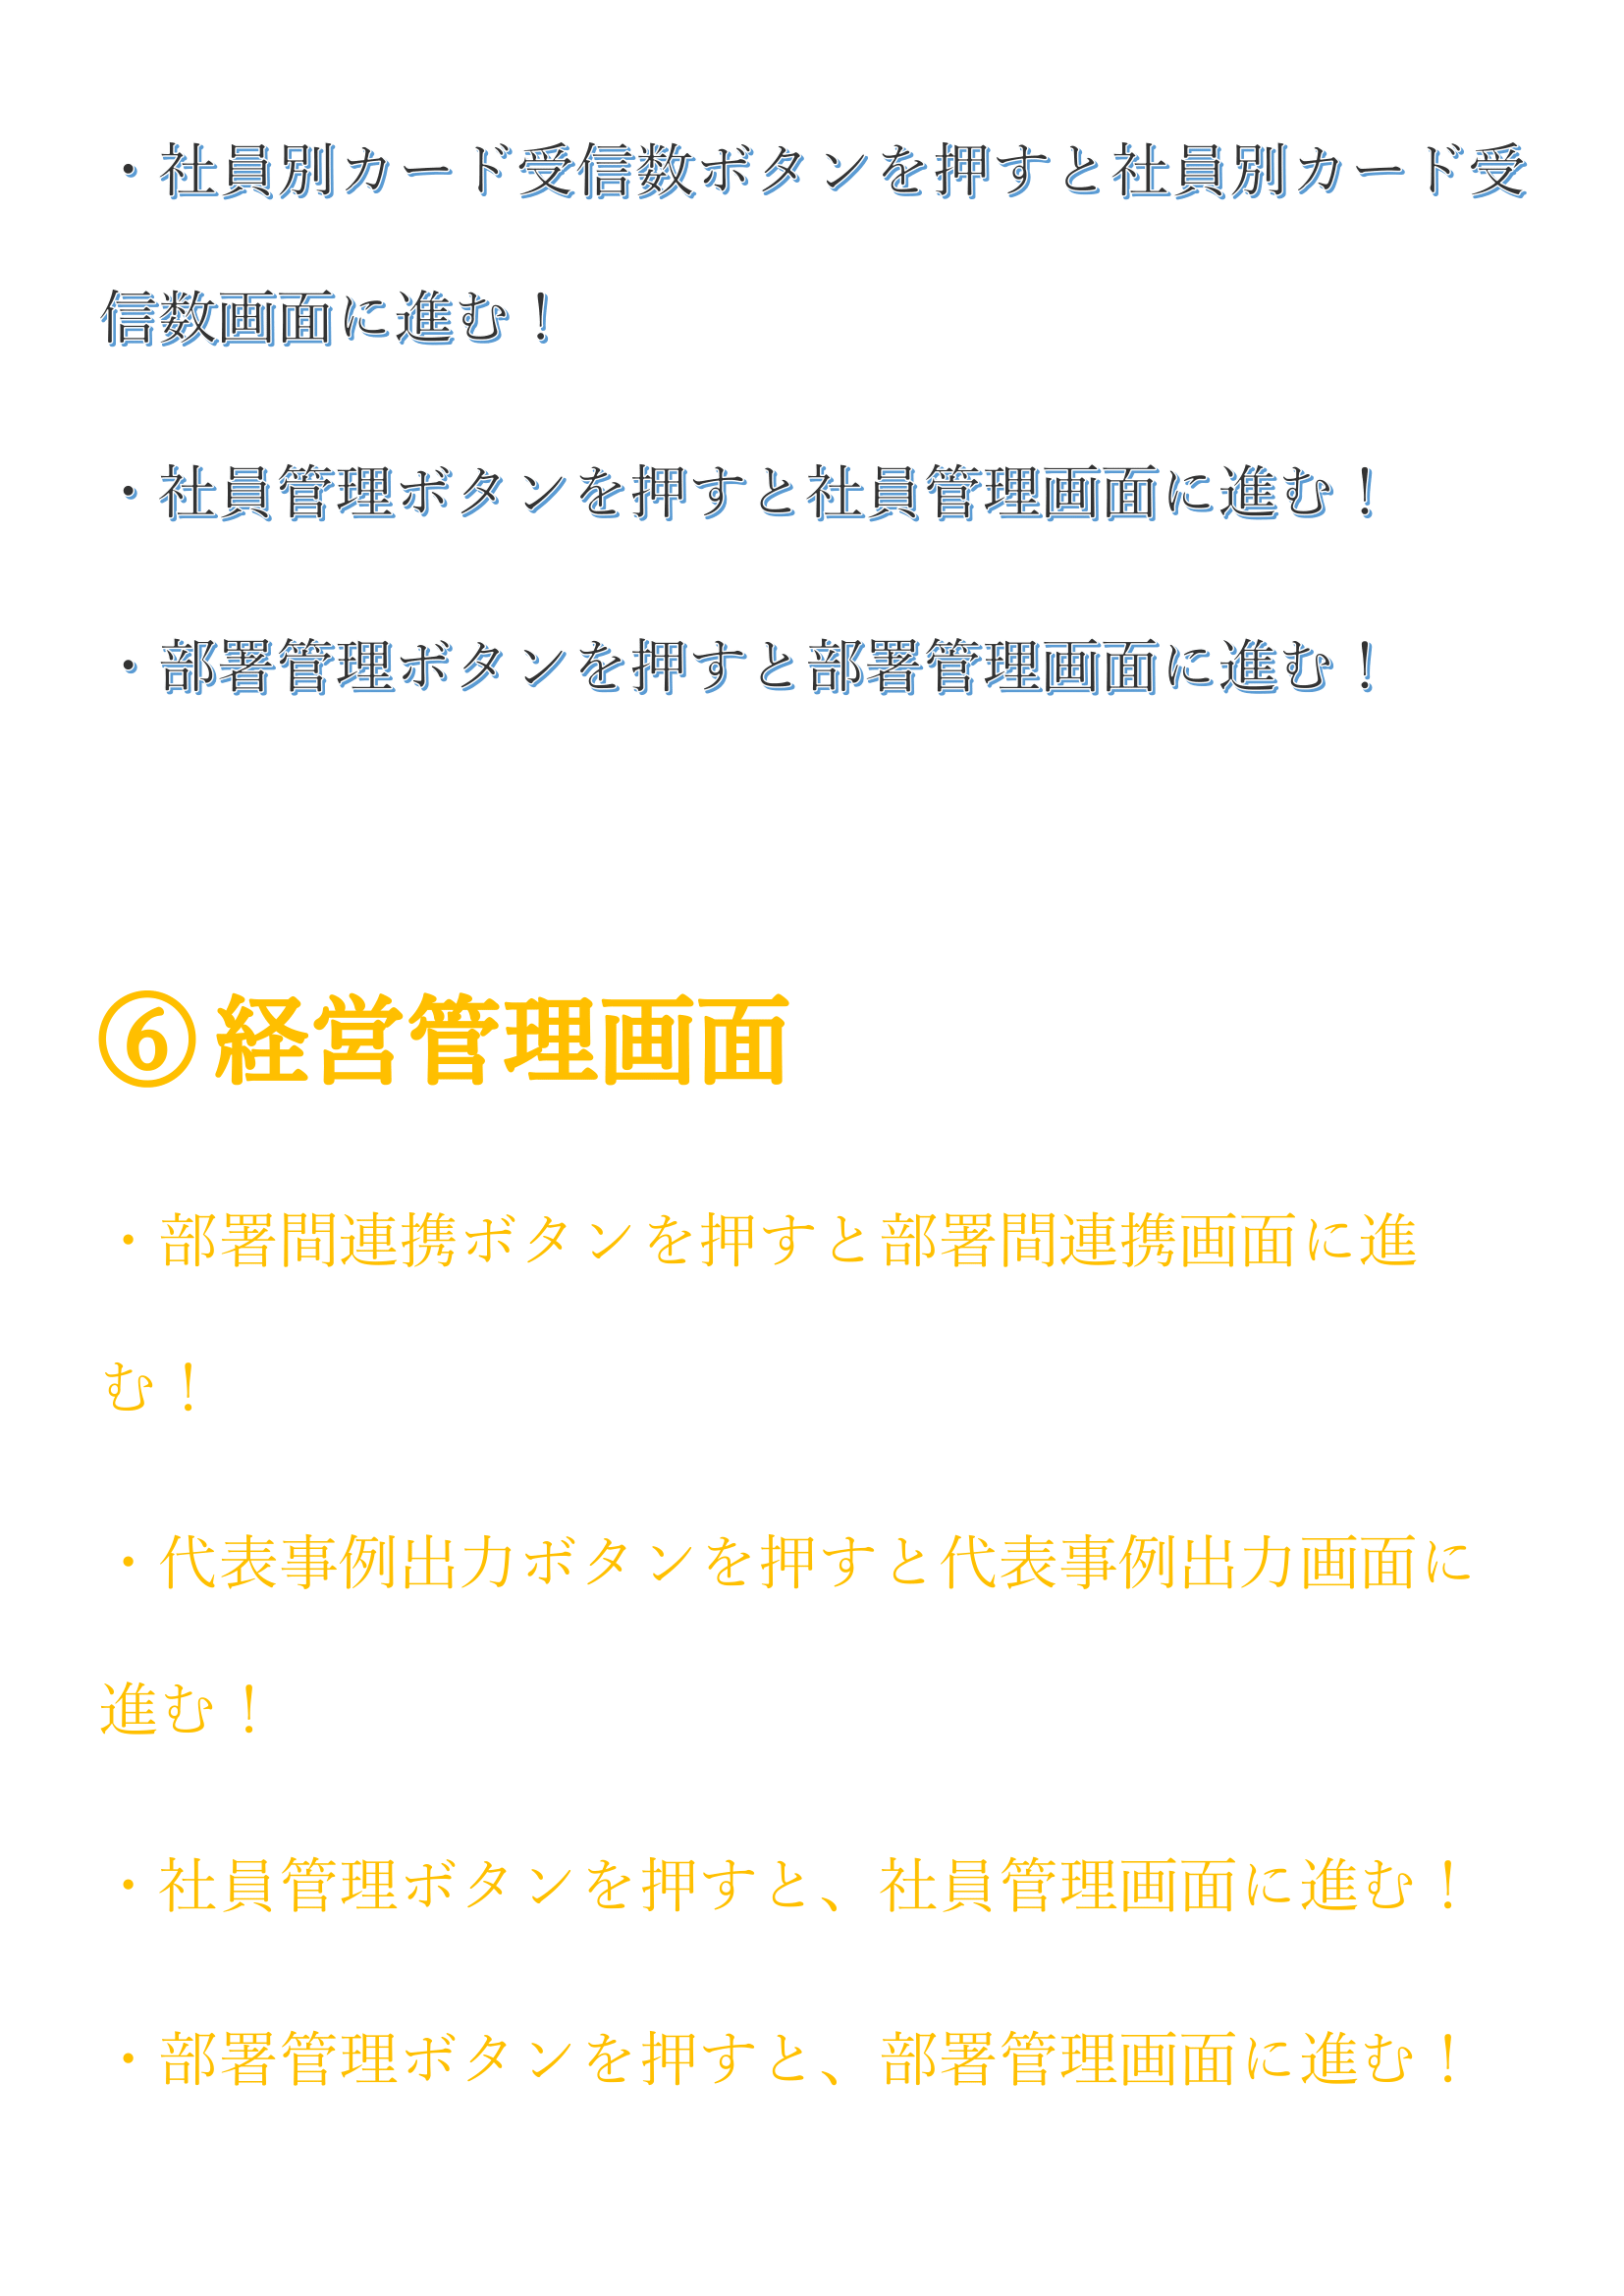 ・社員別カード受信数ボタンを押すと社員別カード受
信数画面に進む！
・社員管理ボタンを押すと社員管理画面に進む！
・部署管理ボタンを押すと部署管理画面に進む！
⑥経営管理画面
・部署間連携ボタンを押すと部署間連携画面に進
む！
・代表事例出力ボタンを押すと代表事例出力画面に
進む！
・社員管理ボタンを押すと、社員管理画面に進む！
・部署管理ボタンを押すと、部署管理画面に進む！